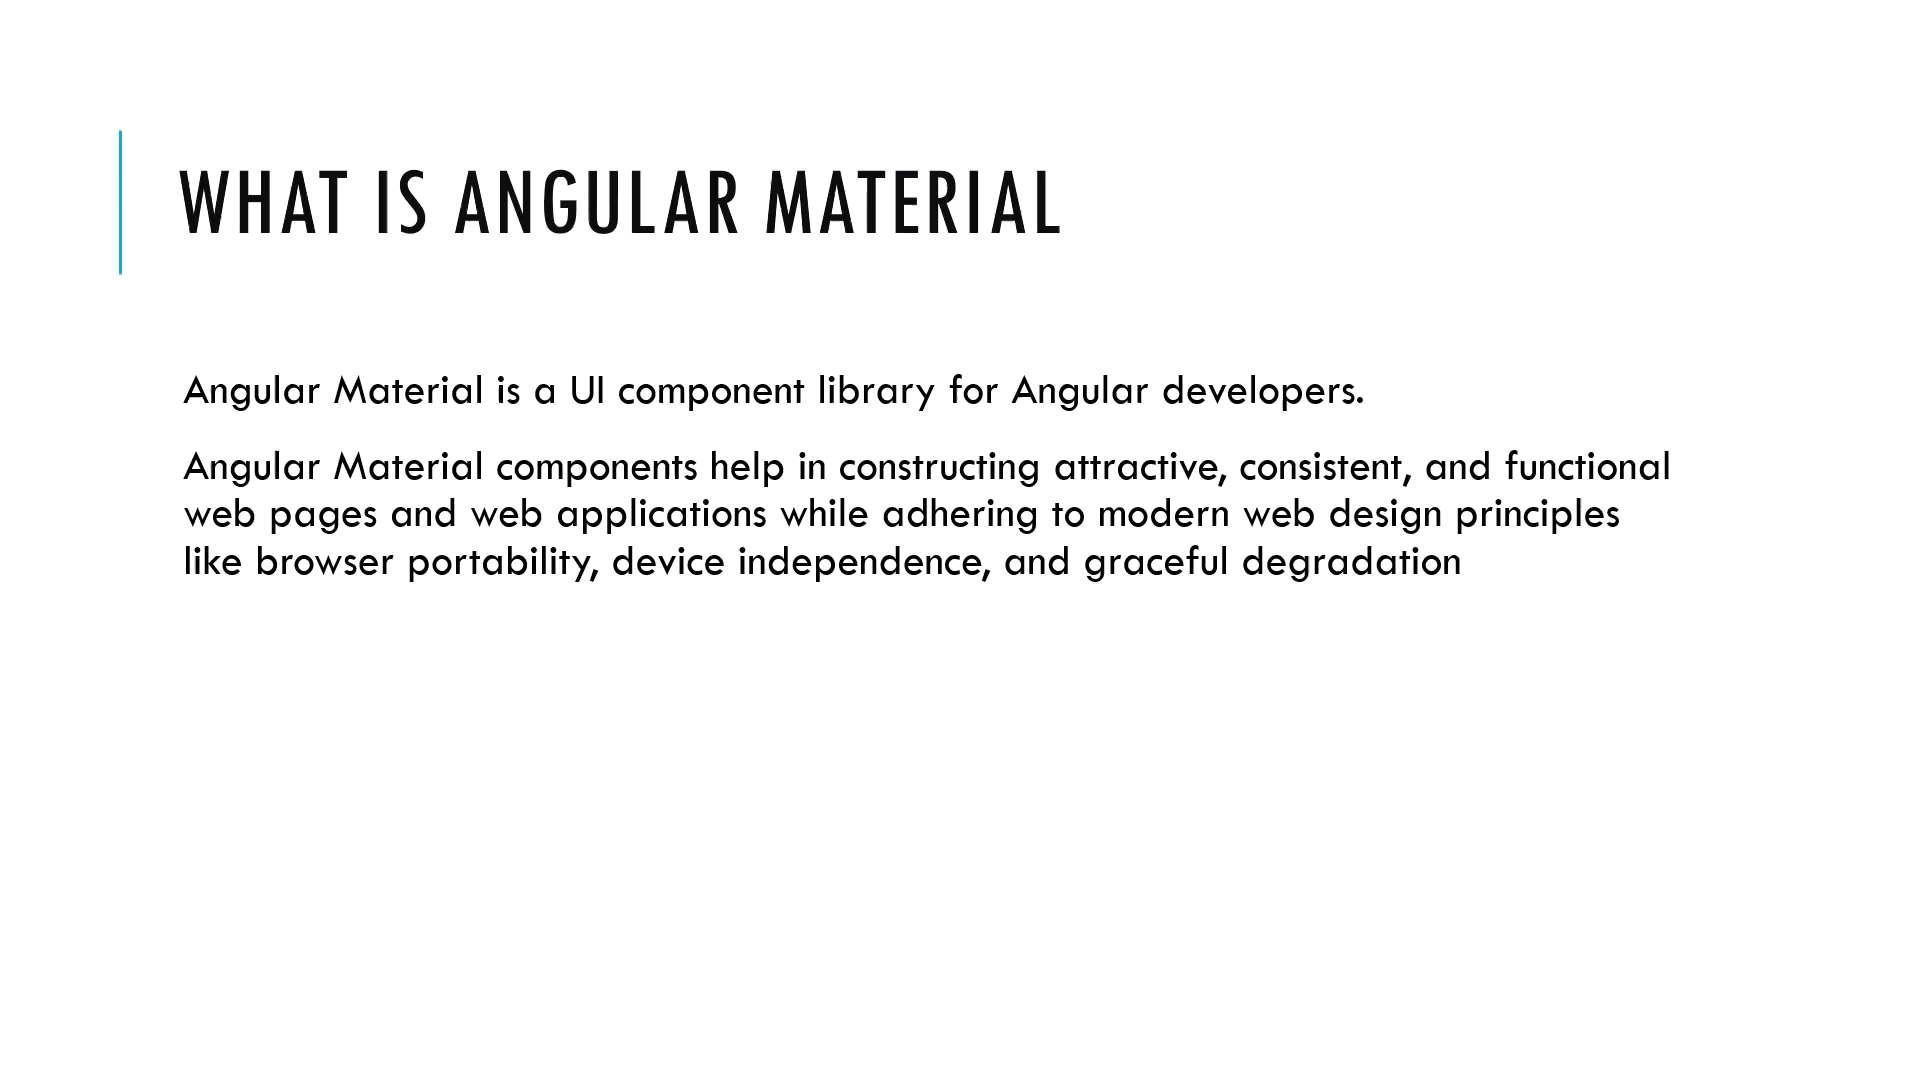 WHAT IS ANGULAR MATERIAL
Angular Material is a UI component library for Angular developers.
Angular Material components help in constructing attractive, consistent, and functional
web pages and web applications while adhering to modern web design principles
like browser portability, device independence, and graceful degradation